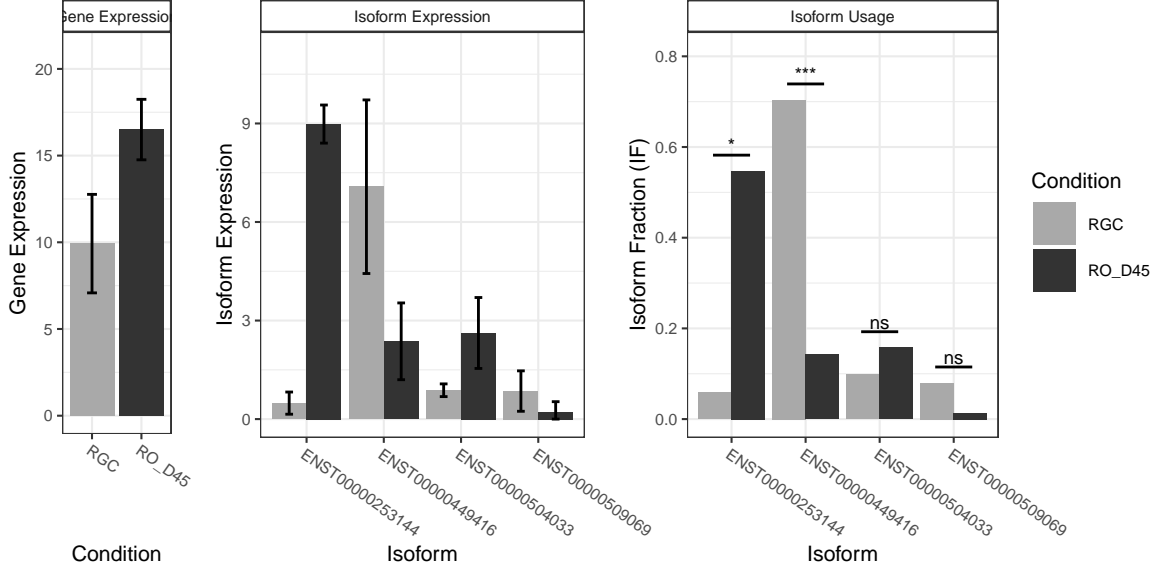 Gene Expression
Isoform Expression
Isoform Usage
Gene Expression
20
15
10
5
0
RGC
RO_D45
Condition
Isoform Expression
9
6
3
0
ENST00000253144
ENST00000449416
ENST00000504033
ENST00000509069
Isoform
Isoform Fraction (IF)
0.8
0.6
0.4
0.2
0.0
*
***
ns
ns
ENST00000253144
ENST00000449416
ENST00000504033
ENST00000509069
Isoform
Condition
RGC
RO_D45